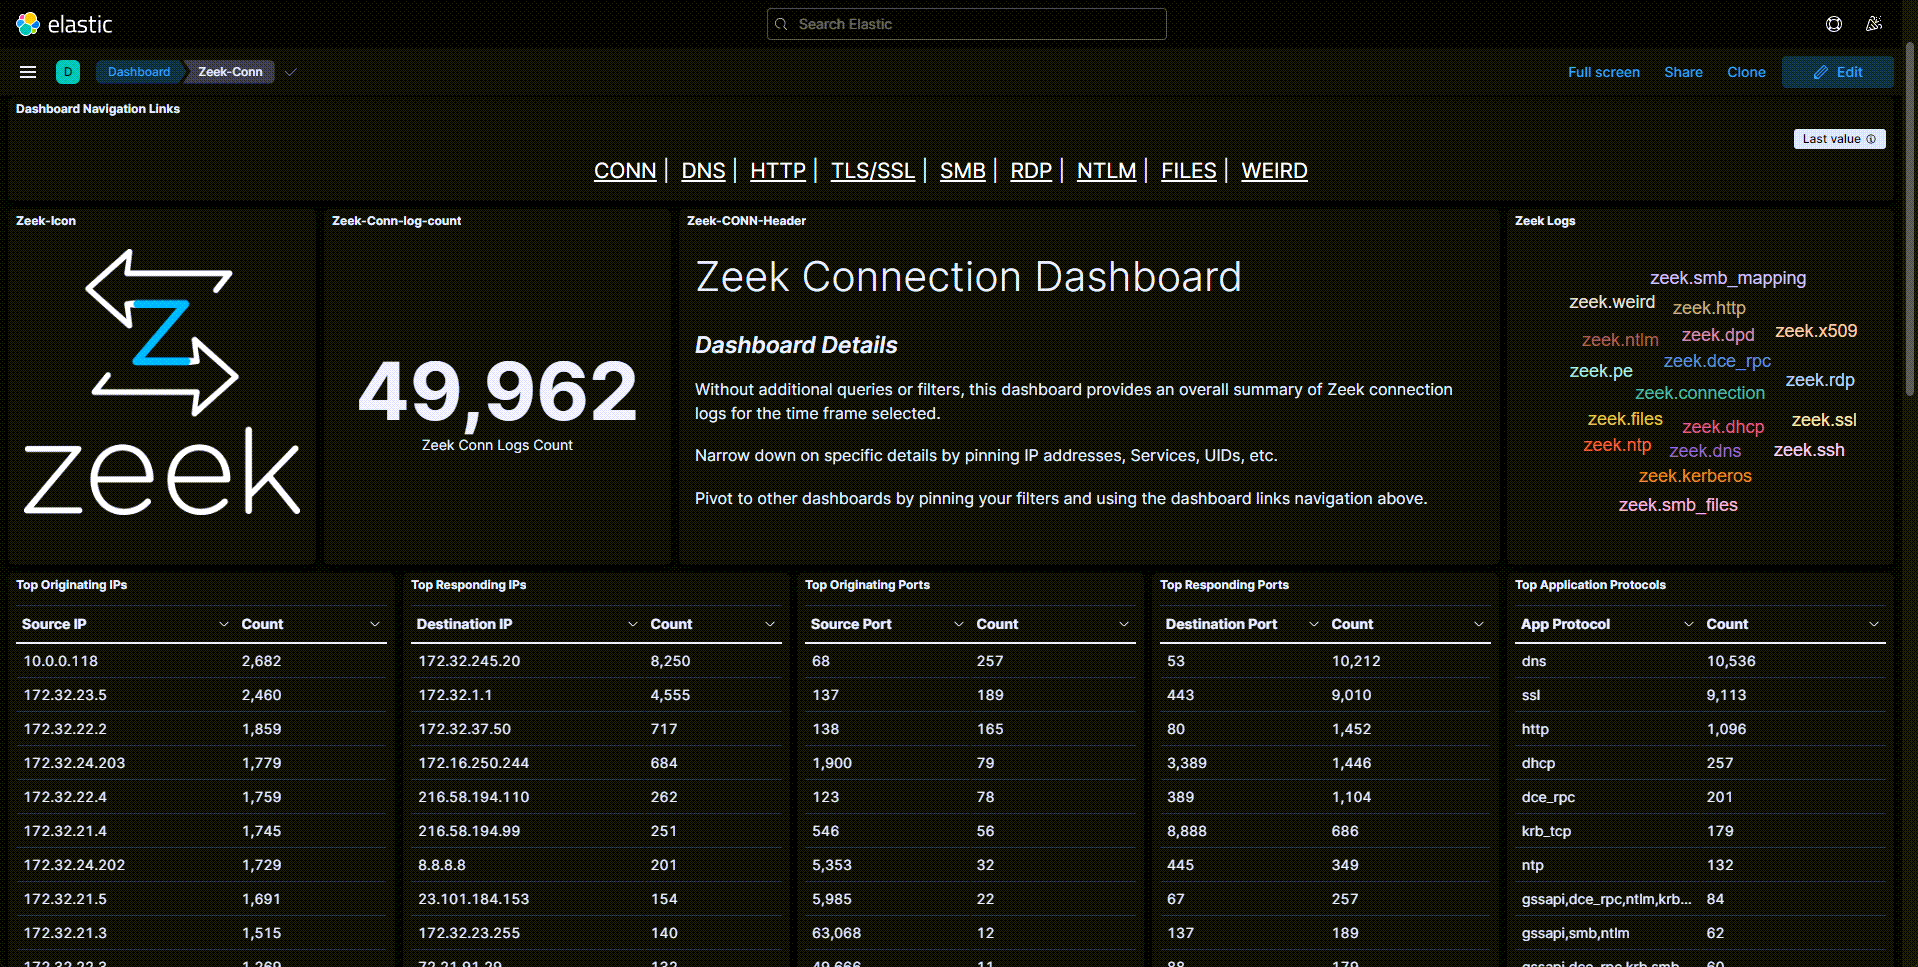 elastic
Search Elastic
D
Dashboard
Zeek-Conn
Full screen
Share
Clone
Edit
Dashboard Navigation Links
Last value
CONN | DNS | HTTP | TLS/SSL | SMB | RDP | NTLM | FILES | WEIRD
Zeek-Icon
zeek
Zeek-Conn-log-count
49,962
Zeek Conn Logs Count
Zeek-CONN-Header
Zeek Connection Dashboard
Dashboard Details
Without additional queries or filters, this dashboard provides an overall summary of Zeek connection
logs for the time frame selected.
Narrow down on specific details by pinning IP addresses, Services, UIDs, etc.
Pivot to other dashboards by pinning your filters and using the dashboard links navigation above.
Zeek Logs
zeek.smb_mapping
zeek.weird zeek.http
zeek.ntlm zeek.dpd zeek.x509
zeek.pe zeek.dce_rpc
zeek.connection zeek.rdp
zeek.files zeek.dhcp zeek.ssl
zeek.ntp zeek.dns zeek.ssh
zeek.kerberos
zeek.smb_files
Top Originating IPs
Source IP Count
10.0.0.118 2,682
172.32.23.5 2,460
172.32.22.2 1,859
172.32.24.203 1,779
172.32.22.4 1,759
172.32.21.4 1,745
172.32.24.202 1,729
172.32.21.5 1,691
172.32.21.3 1,515
Top Responding IPs
Destination IP Count
172.32.245.20 8,250
172.32.1.1 4,555
172.32.37.50 717
172.16.250.244 684
216.58.194.110 262
216.58.194.99 251
8.8.8.8 201
23.101.184.153 154
172.32.23.255 140
Top Originating Ports
Source Port Count
68 257
137 189
138 165
1,900 79
123 78
546 56
5,353 32
5,985 22
63,068 12
Top Responding Ports
Destination Port Count
53 10,212
443 9,010
80 1,452
3,389 1,446
389 1,104
8,888 686
445 349
67 257
137 189
Top Application Protocols
App Protocol Count
dns 10,536
ssl 9,113
http 1,096
dhcp 257
dce_rpc 201
krb_tcp 179
ntp 132
gssapi,dce_rpc,ntlm,krb... 84
gssapi,smb,ntlm 62